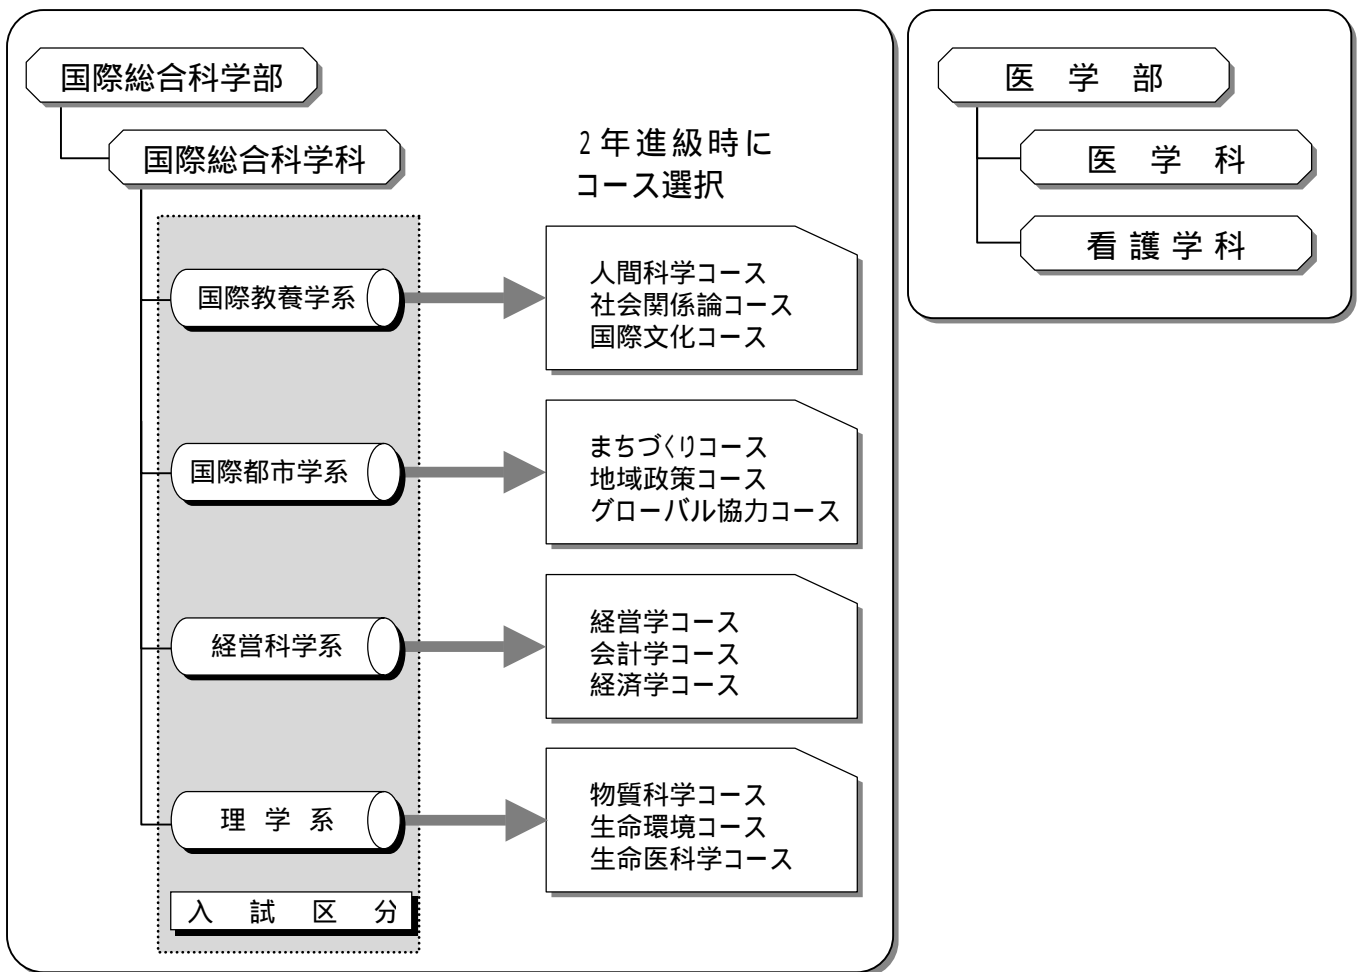 国際総合科学部
国際総合科学科
2年進級時に
コース選択
国際教養学系
人間科学コース
社会関係論コース
国際文化コース
国際都市学系
まちづくりコース
地域政策コース
グローバル協力コース
経営科学系
経営学コース
会計学コース
経済学コース
理学系
物質科学コース
生命環境コース
生命医科学コース
入試区分
医学部
医学科
看護学科